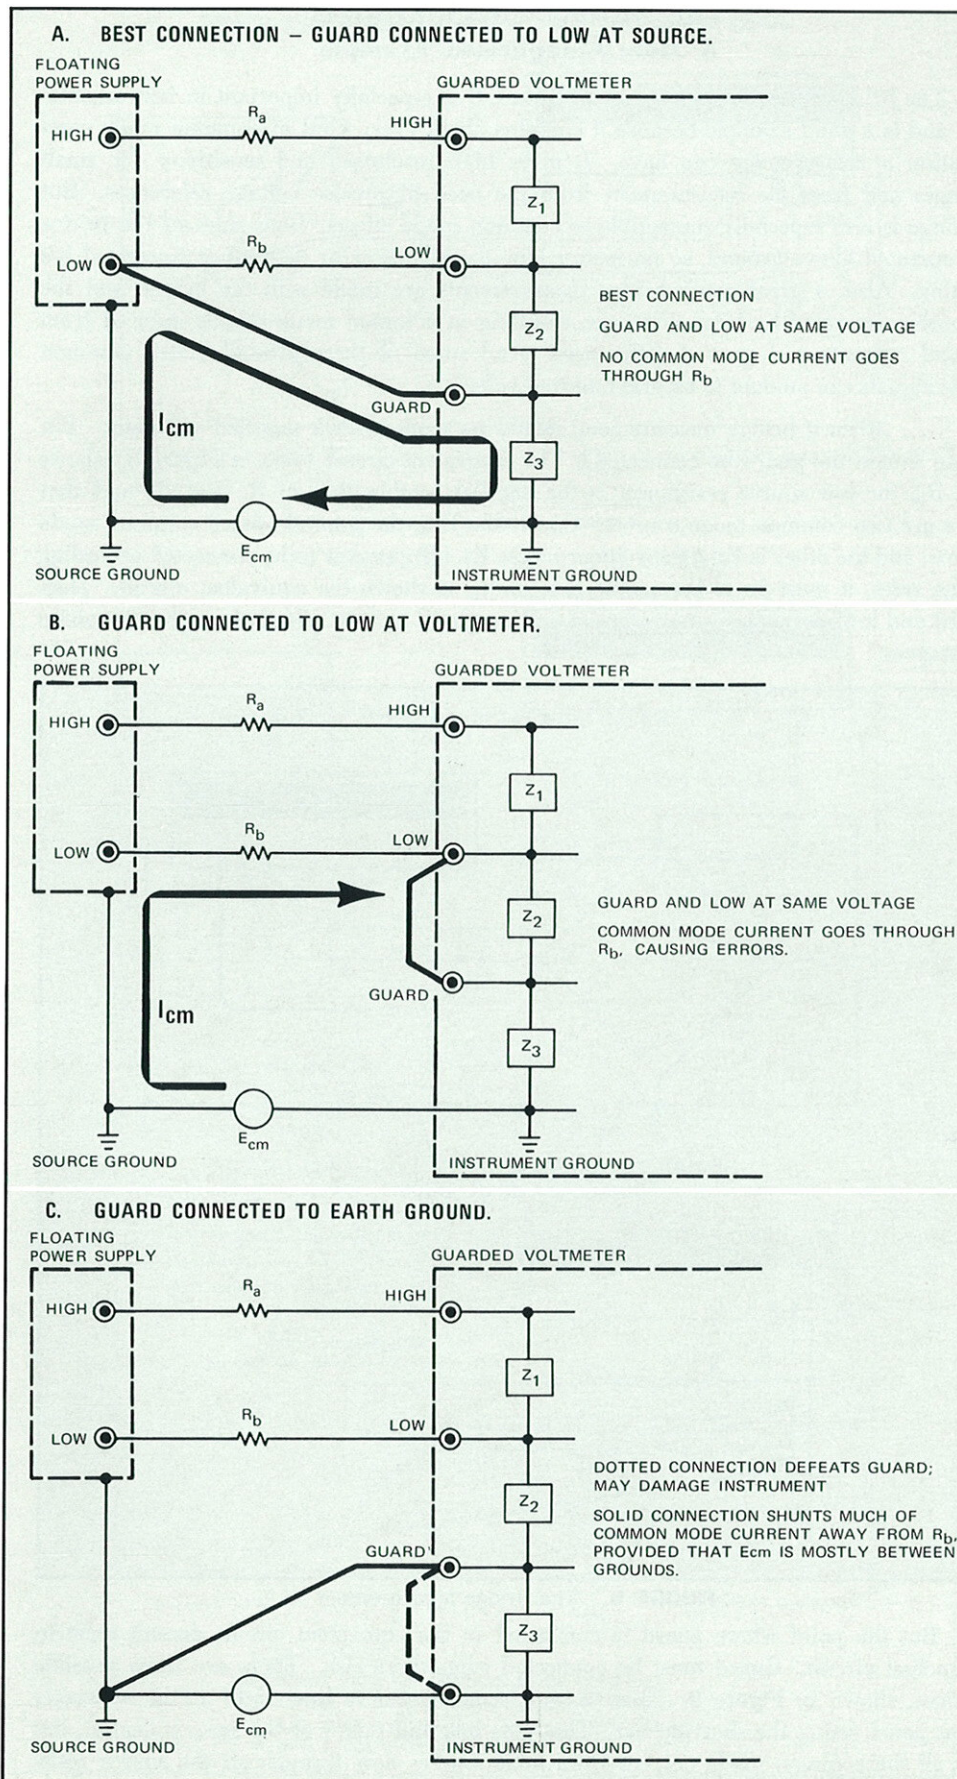 A. BEST CONNECTION – GUARD CONNECTED TO LOW AT SOURCE.
FLOATING
POWER SUPPLY
GUARDED VOLTMETER
HIGH
Ra
HIGH
Z1
LOW
Rb
LOW
BEST CONNECTION
GUARD AND LOW AT SAME VOLTAGE
NO COMMON MODE CURRENT GOES
THROUGH Rb
Z2
GUARD
Icm
Z3
Ecm
SOURCE GROUND
INSTRUMENT GROUND
B. GUARD CONNECTED TO LOW AT VOLTMETER.
FLOATING
POWER SUPPLY
GUARDED VOLTMETER
HIGH
Ra
HIGH
Z1
LOW
Rb
LOW
Z2
GUARD AND LOW AT SAME VOLTAGE
COMMON MODE CURRENT GOES THROUGH
Rb, CAUSING ERRORS.
GUARD
Icm
Z3
Ecm
SOURCE GROUND
INSTRUMENT GROUND
C. GUARD CONNECTED TO EARTH GROUND.
FLOATING
POWER SUPPLY
GUARDED VOLTMETER
HIGH
Ra
HIGH
Z1
LOW
Rb
LOW
DOTTED CONNECTION DEFEATS GUARD;
MAY DAMAGE INSTRUMENT
Z2
SOLID CONNECTION SHUNTS MUCH OF
COMMON MODE CURRENT AWAY FROM Rb,
PROVIDED THAT Ecm IS MOSTLY BETWEEN
GROUNDS.
GUARD
Z3
Ecm
SOURCE GROUND
INSTRUMENT GROUND